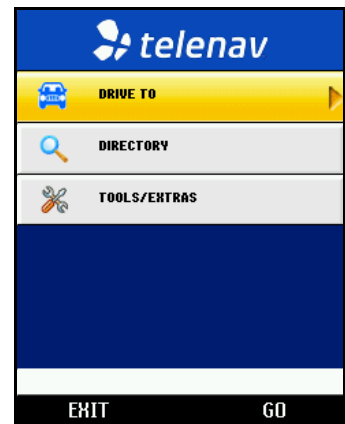 telenav
DRIVE TO
DIRECTORY
TOOLS/EXTRAS
EXIT GO